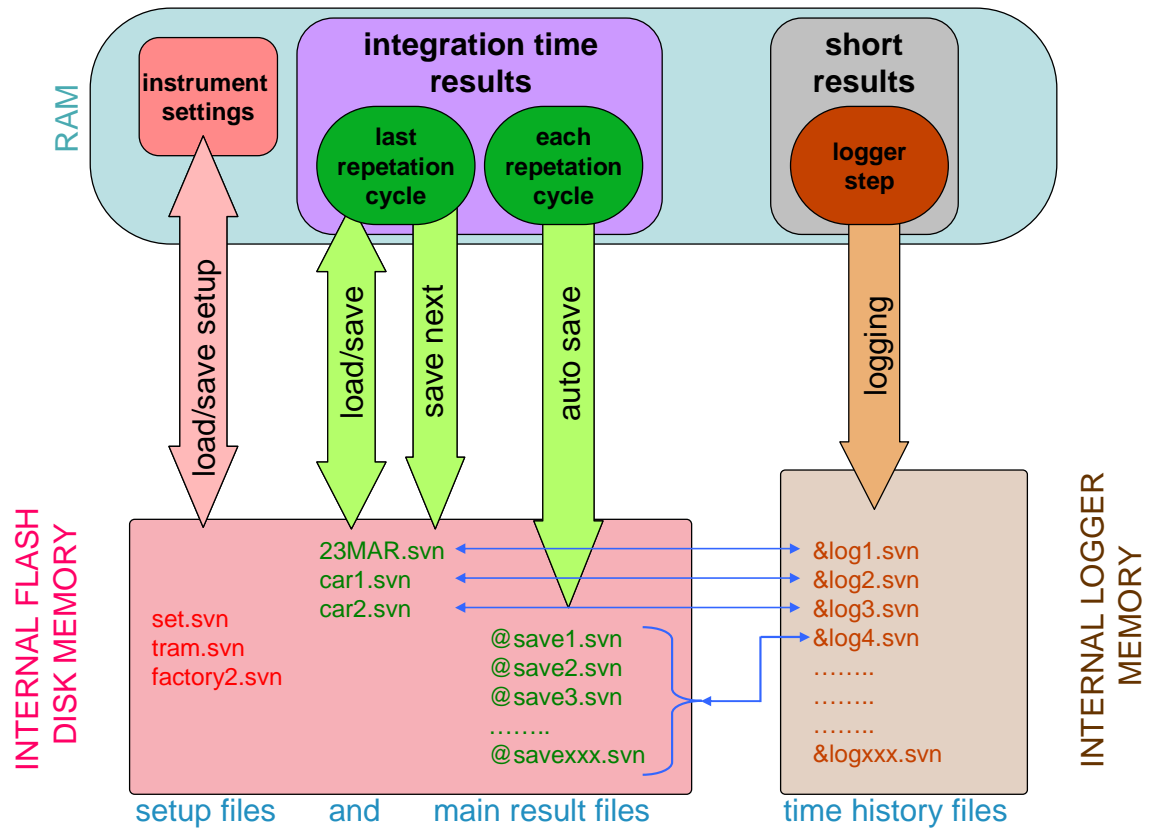 RAM
instrument
settings
integration time
results
last
repetation
cycle
each
repetation
cycle
short
results
logger
step
load/save setup
load/save
save next
auto save
logging
INTERNAL FLASH
DISK MEMORY
set.svn
tram.svn
factory2.svn
23MAR.svn
car1.svn
car2.svn
@save1.svn
@save2.svn
@save3.svn
……..
@savexxx.svn
&log1.svn
&log2.svn
&log3.svn
&log4.svn
……..
……..
……..
&logxxx.svn
INTERNAL LOGGER
MEMORY
setup files and main result files
time history files